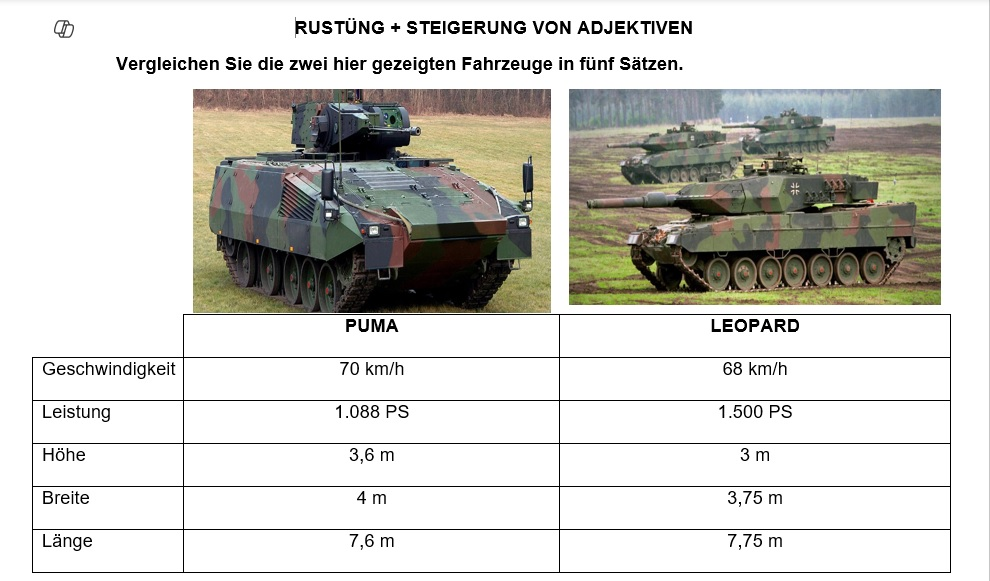 RUSTÜNG + STEIGERUNG VON ADJEKTIVEN
Vergleichen Sie die zwei hier gezeigten Fahrzeuge in fünf Sätzen.
PUMA LEOPARD
Geschwindigkeit 70 km/h 68 km/h
Leistung 1.088 PS 1.500 PS
Höhe 3,6 m 3 m
Breite 4 m 3,75 m
Länge 7,6 m 7,75 m